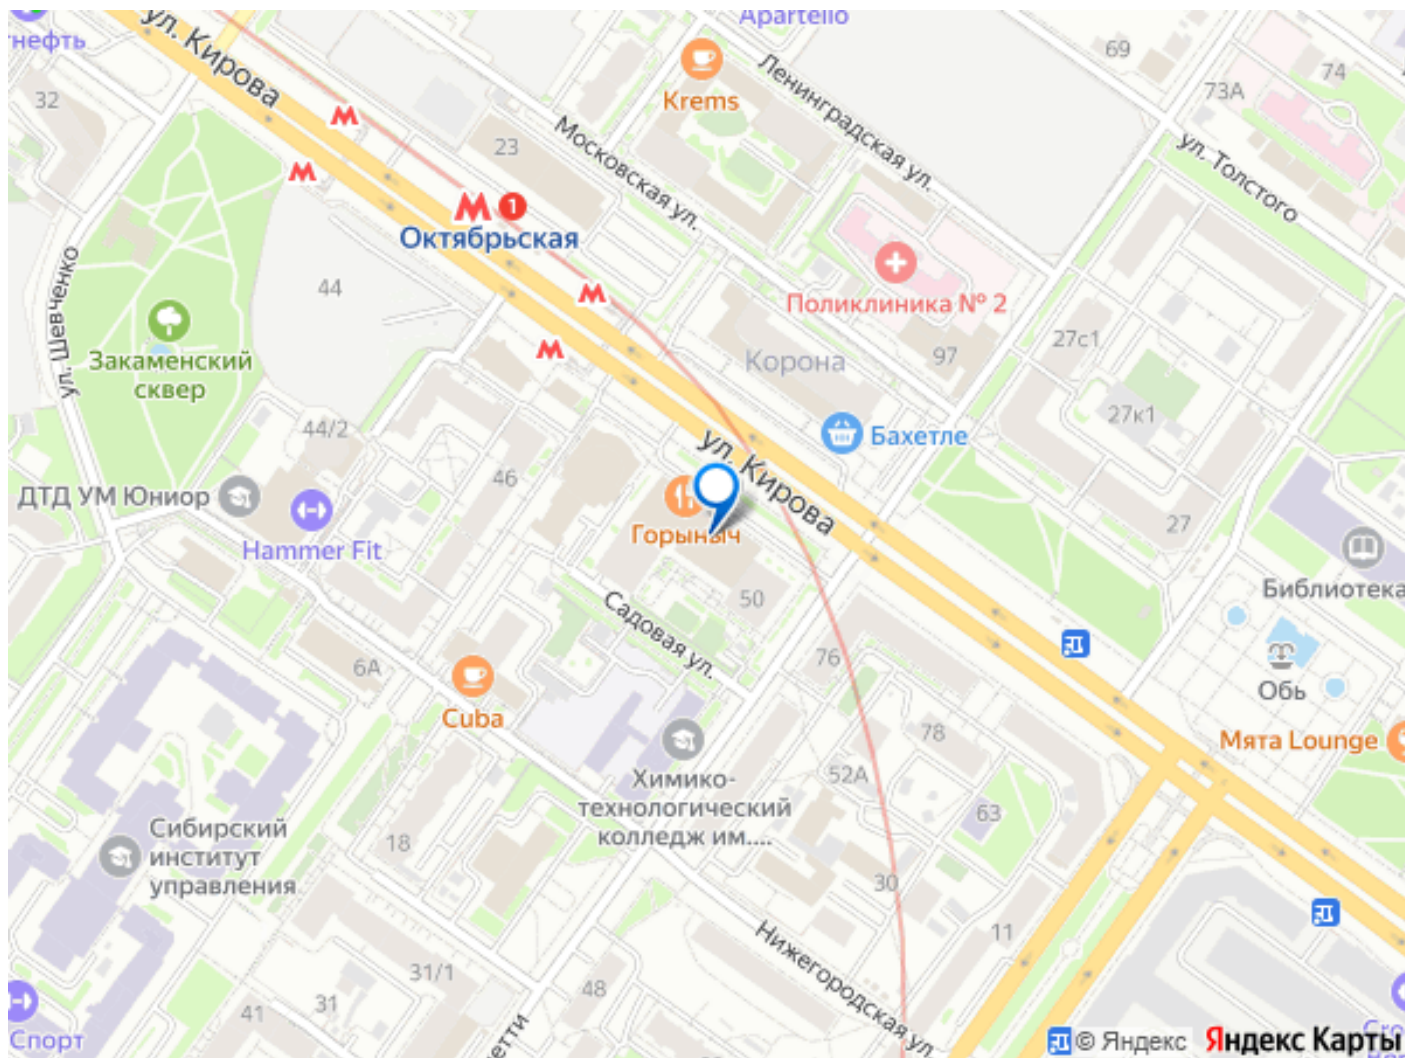 Apartello
нефть
ул. Кирова
32
Krems
69
Ленинградская ул.
73А
74
23
Московская ул.
ул. Толстого
1
Октябрьская
ул. Шевченко
44
Поликлиника № 2
Закаменский
сквер
Корона
97
27с1
27к1
44/2
Бахетле
ул. Кирова
46
ДТД УМ Юниор
Hammer Fit
Горыныч
27
Библиотека
50
Садовая ул.
76
6А
Обь
Cuba
78
Мята Lounge
52А
Химико-
технологический
колледж им....
63
Сибирский
институт
управления
18
30
11
Нижегородская ул.
31/1
31
48
41
Спорт
етти
© Яндекс
Яндекс Карты